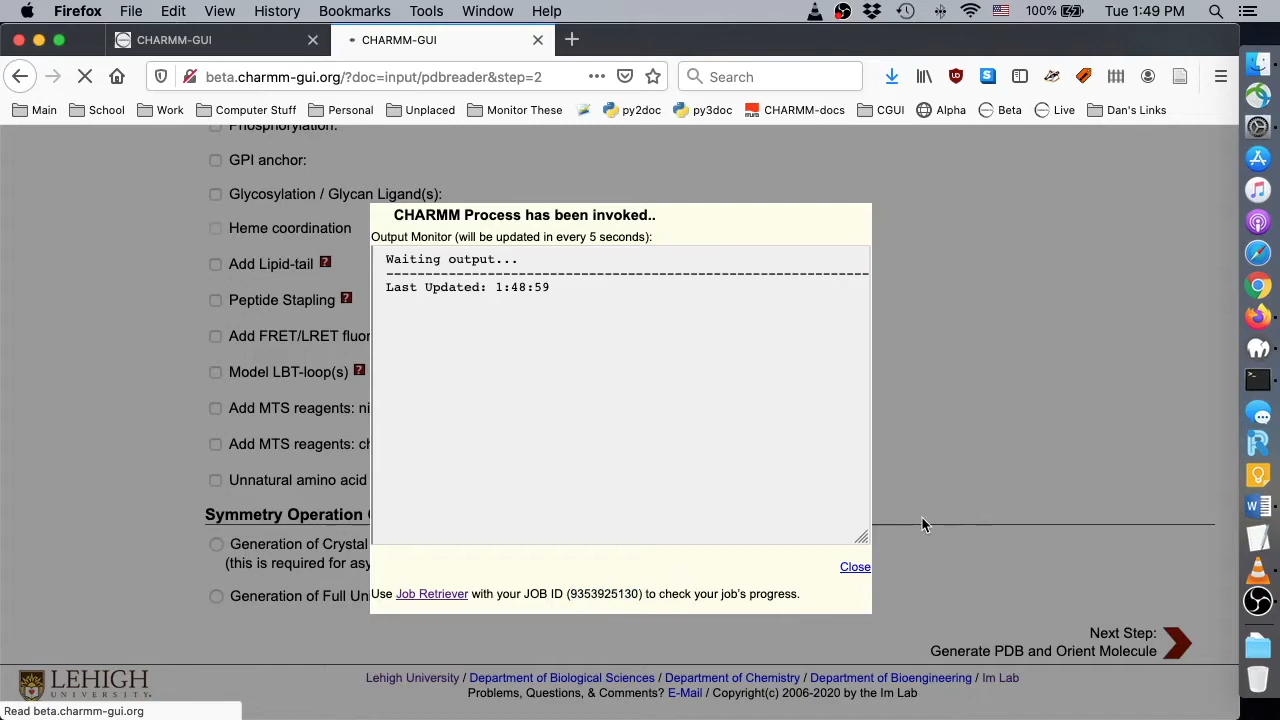 Firefox File Edit View History Bookmarks Tools Window Help 100% Tue 1:49 PM
CHARMM-GUI CHARMM-GUI
beta.charmm-gui.org/?doc=input/pdbreader&step=2 Search
Main School Work Computer Stuff Personal Unplaced Monitor These py2doc py3doc CHARMM-docs CGUI Alpha Beta Live Dan's Links
Phosphorylation:
GPI anchor:
Glycosylation / Glycan Ligand(s):
Heme coordination
Add Lipid-tail ?
Peptide Stapling ?
Add FRET/LRET fluor
Model LBT-loop(s) ?
Add MTS reagents: ni
Add MTS reagents: ch
Unnatural amino acid
Symmetry Operation
Generation of Crystal
(this is required for asy
Generation of Full Un
CHARMM Process has been invoked..
Output Monitor (will be updated in every 5 seconds):
Waiting output...
--------------------------------------------------------------
Last Updated: 1:48:59
Close
Use Job Retriever with your JOB ID (9353925130) to check your job's progress.
Next Step:
Generate PDB and Orient Molecule
LEHIGH
UNIVERSITY
Lehigh University / Department of Biological Sciences / Department of Chemistry / Department of Bioengineering / Im Lab
Problems, Questions, & Comments? E-Mail / Copyright(c) 2006-2020 by the Im Lab
Read beta.charmm-gui.org